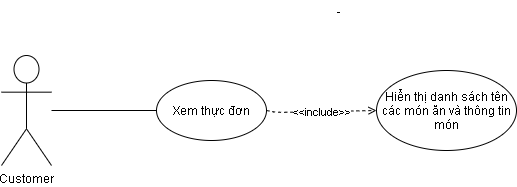 Xem thực đơn
<<include>>
Hiển thị danh sách tên
các món ăn và thông tin
món
Customer